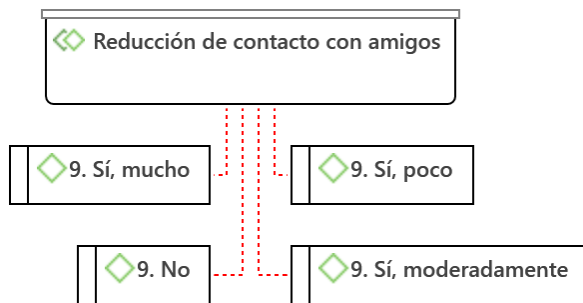 Reducción de contacto con amigos
9. Sí, mucho
9. Sí, poco
9. No
9. Sí, moderadamente